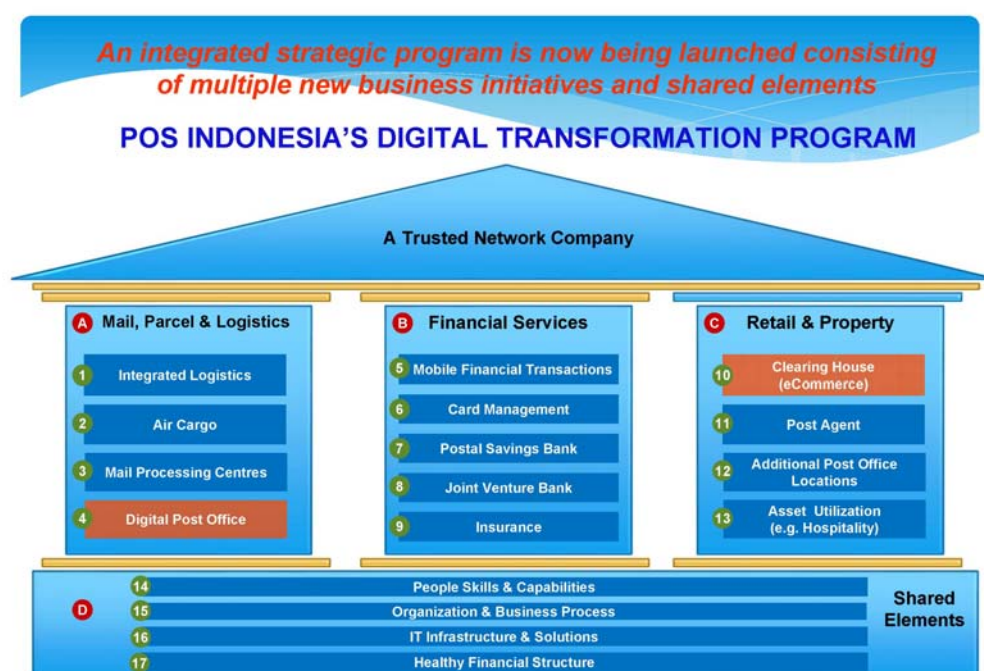 An integrated strategic program is now being launched consisting
of multiple new business initiatives and shared elements
POS INDONESIA'S DIGITAL TRANSFORMATION PROGRAM
A Trusted Network Company
A Mail, Parcel & Logistics
1 Integrated Logistics
2 Air Cargo
3 Mail Processing Centres
4 Digital Post Office
B Financial Services
5 Mobile Financial Transactions
6 Card Management
7 Postal Savings Bank
8 Joint Venture Bank
9 Insurance
C Retail & Property
10 Clearing House
(eCommerce)
11 Post Agent
12 Additional Post Office
Locations
13 Asset Utilization
(e.g. Hospitality)
D
14 People Skills & Capabilities
15 Organization & Business Process
16 IT Infrastructure & Solutions
17 Healthy Financial Structure
Shared
Elements